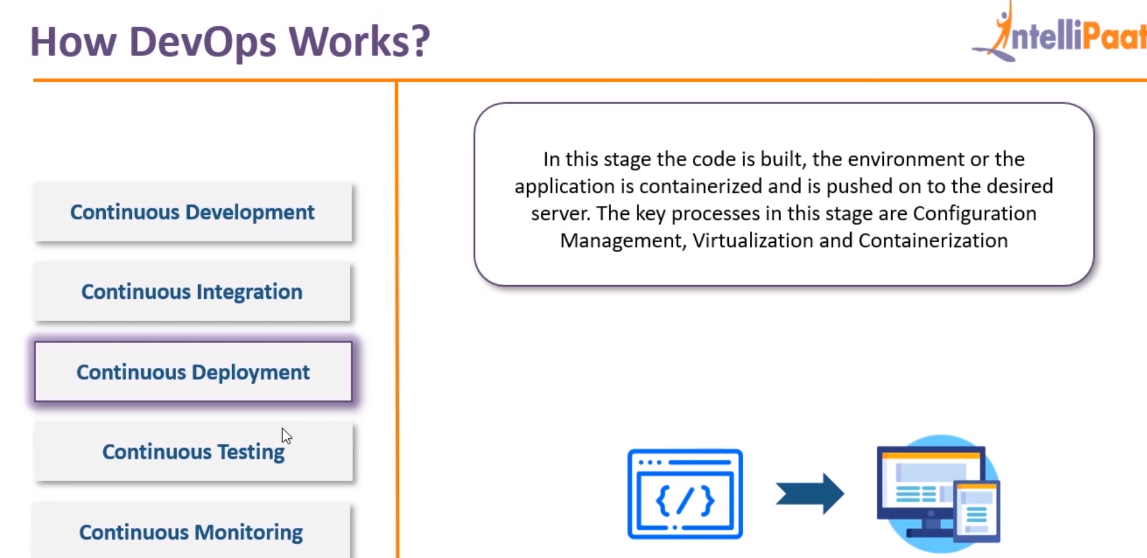 How DevOps Works?
IntelliPaat
Continuous Development
Continuous Integration
Continuous Deployment
Continuous Testing
Continuous Monitoring
In this stage the code is built, the environment or the
application is containerized and is pushed on to the desired
server. The key processes in this stage are Configuration
Management, Virtualization and Containerization
{/}